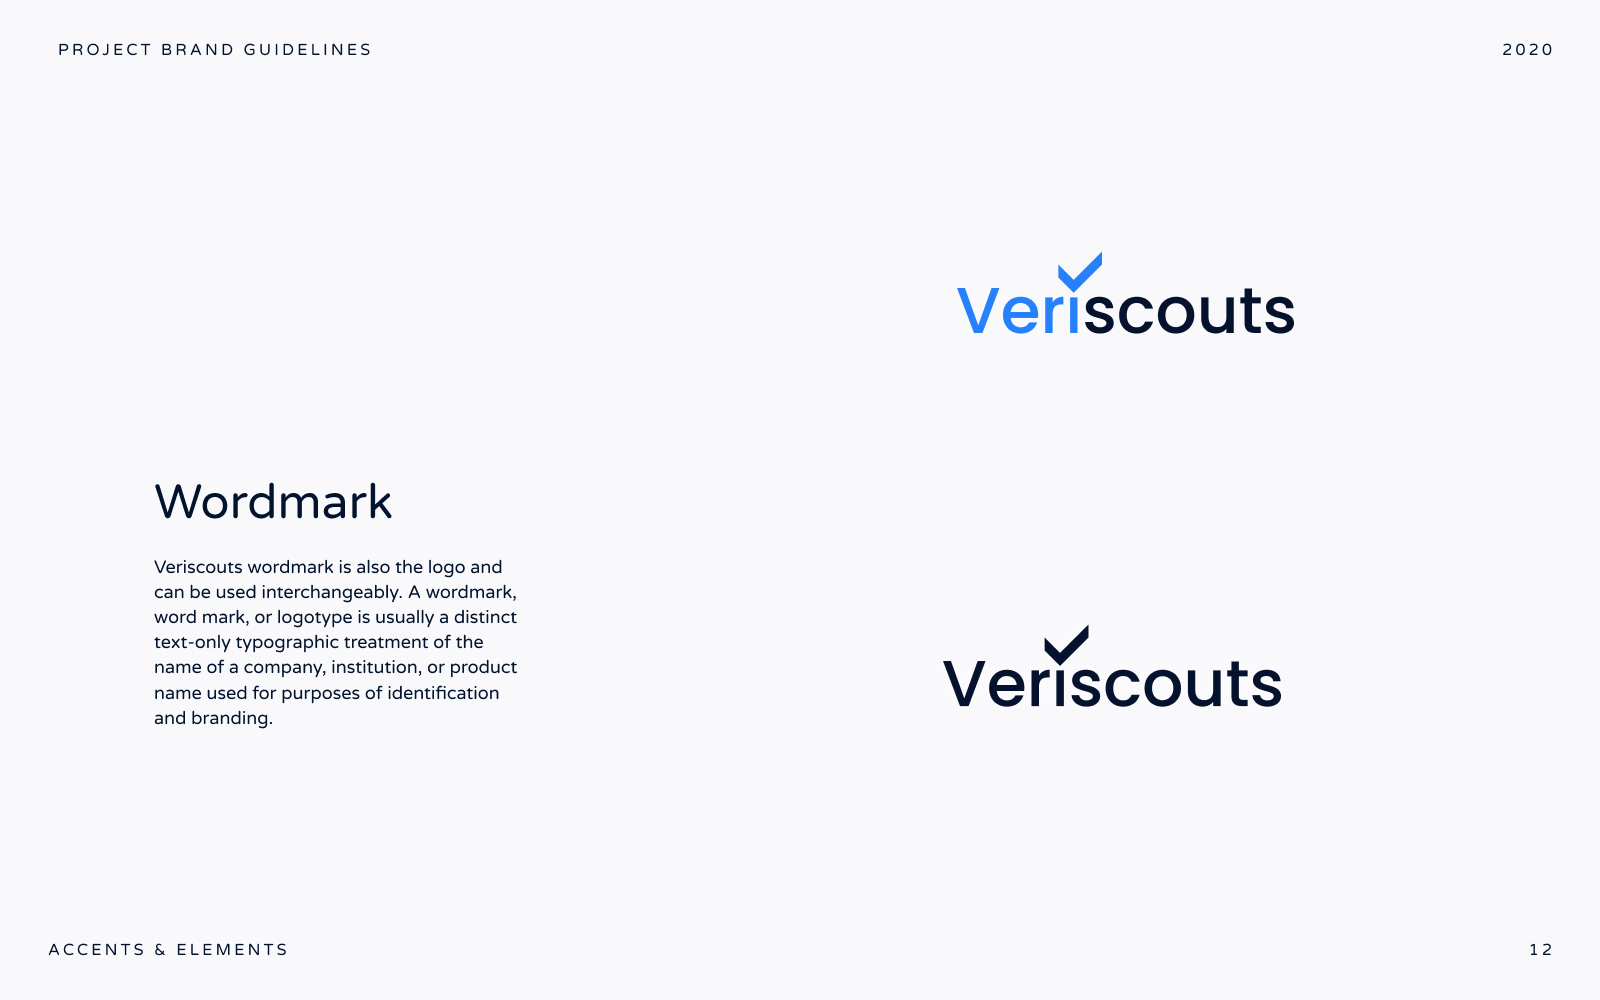 PROJECT BRAND GUIDELINES
2020
Veriscouts
Wordmark
Veriscouts wordmark is also the logo and
can be used interchangeably. A wordmark,
word mark, or logotype is usually a distinct
text-only typographic treatment of the
name of a company, institution, or product
name used for purposes of identification
and branding.
Veriscouts
ACCENTS & ELEMENTS
12